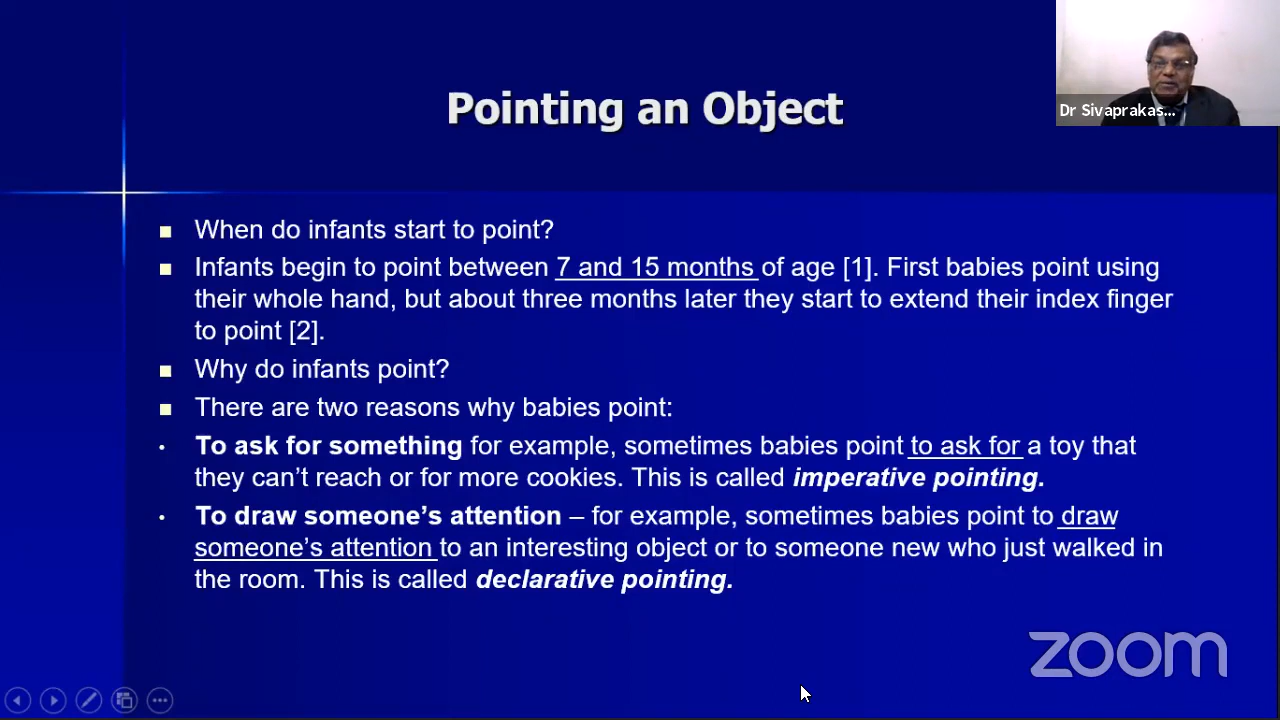 Pointing an Object
Dr Sivaprakas...
When do infants start to point?
Infants begin to point between 7 and 15 months of age [1]. First babies point using
their whole hand, but about three months later they start to extend their index finger
to point [2].
Why do infants point?
There are two reasons why babies point:
To ask for something for example, sometimes babies point to ask for a toy that
they can’t reach or for more cookies. This is called imperative pointing.
To draw someone’s attention – for example, sometimes babies point to draw
someone’s attention to an interesting object or to someone new who just walked in
the room. This is called declarative pointing.
zoom